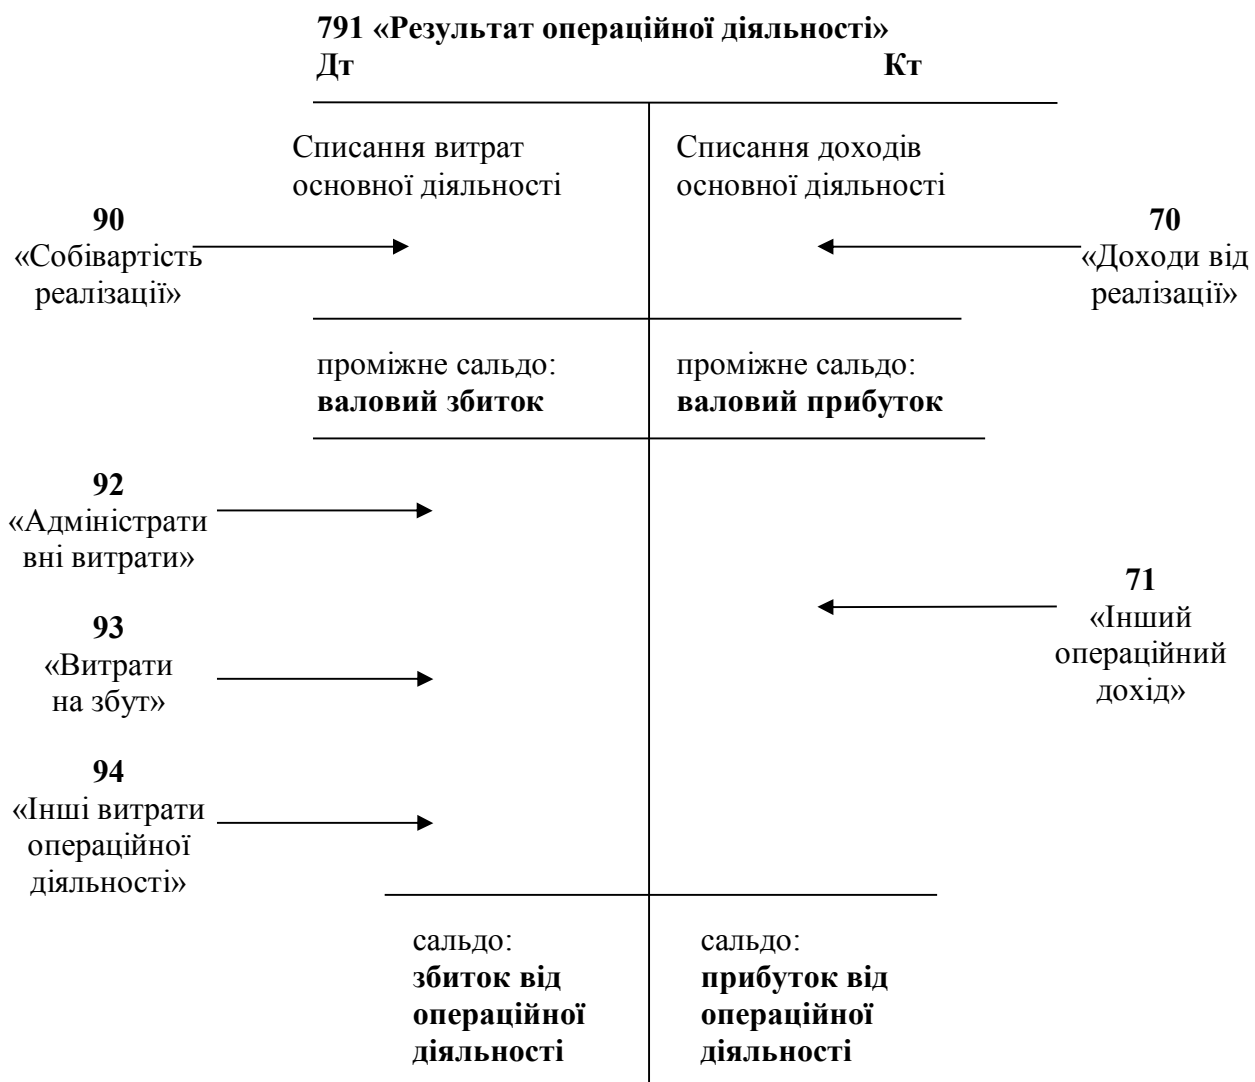 791 «Результат операційної діяльності»
Дт Кт
Списання витрат
основної діяльності
Списання доходів
основної діяльності
90
«Собівартість
реалізації»
70
«Доходи від
реалізації»
проміжне сальдо:
валовий збиток
проміжне сальдо:
валовий прибуток
92
«Адміністрати
вні витрати»
71
«Інший
операційний
дохід»
93
«Витрати
на збут»
94
«Інші витрати
операційної
діяльності»
сальдо:
збиток від
операційної
діяльності
сальдо:
прибуток від
операційної
діяльності